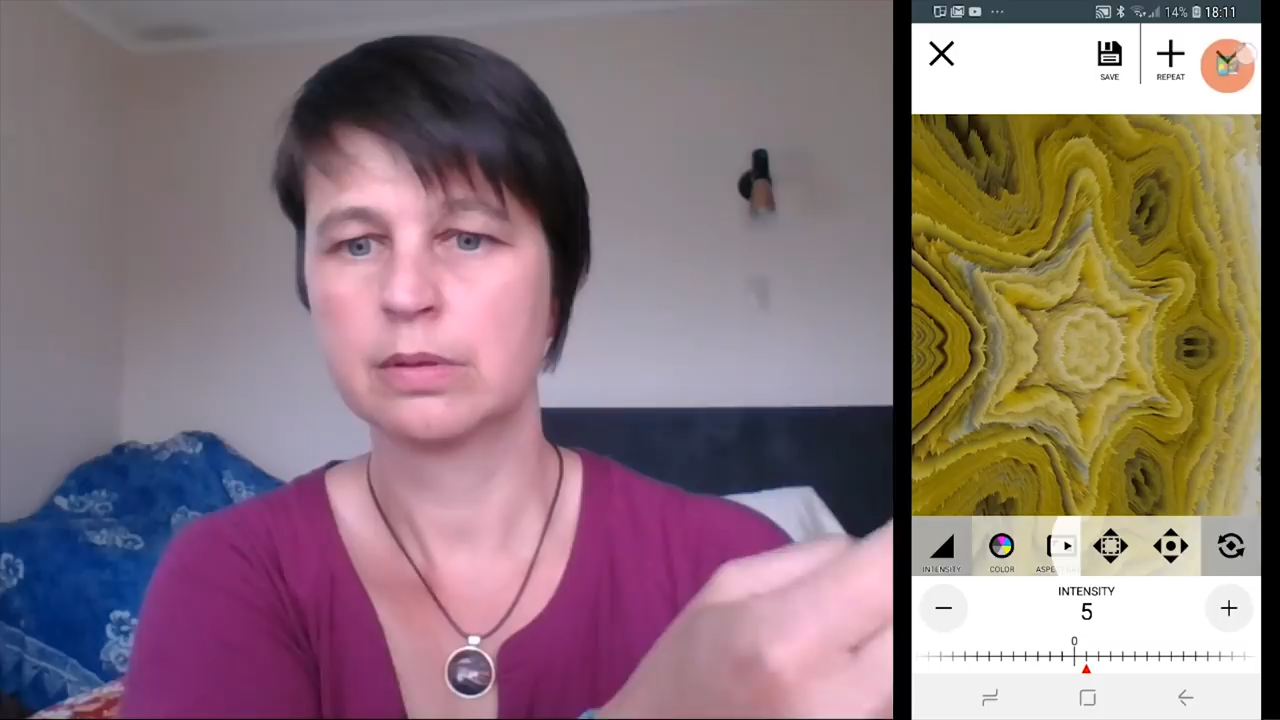 14% 18:11
SAVE
REPEAT
INTENSITY
COLOR
INTENSITY
5
0